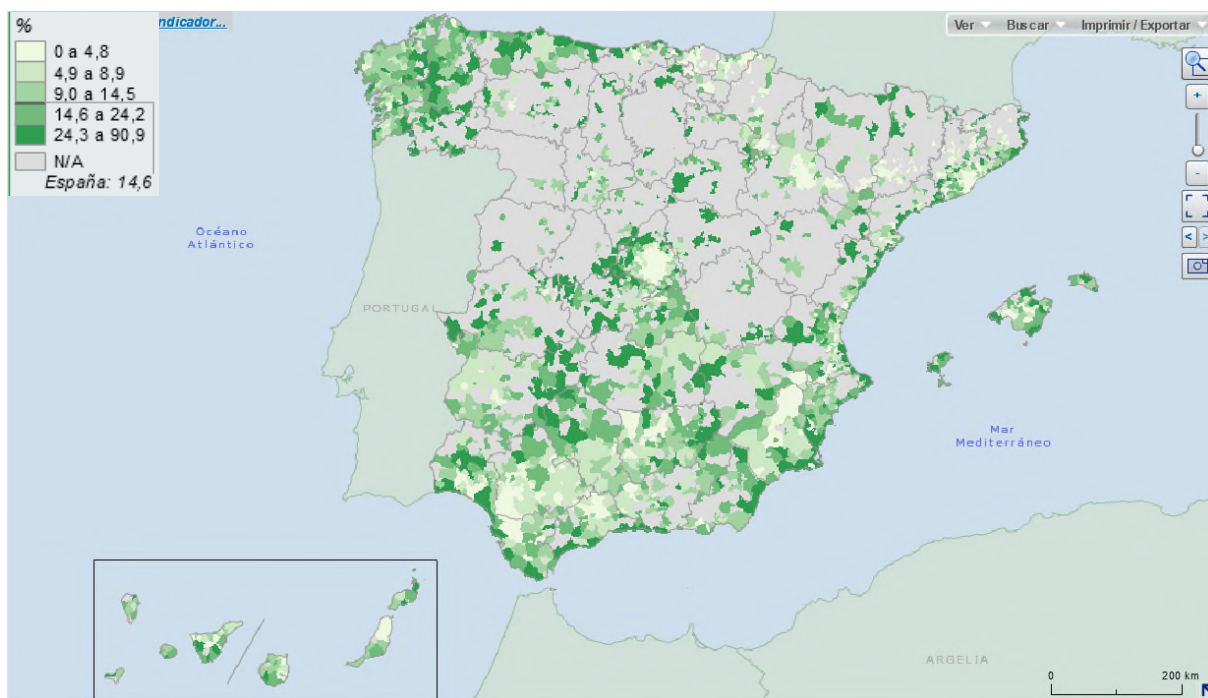 %
ndicador...
0 a 4,8
4,9 a 8,9
9,0 a 14,5
14,6 a 24,2
24,3 a 90,9
N/A
España: 14,6
Ver
Buscar
Imprimir / Exportar
+
-
< >
Océano
Atlántico
PORTUGAL
Mar
Mediterráneo
ARGELIA
0
200 km